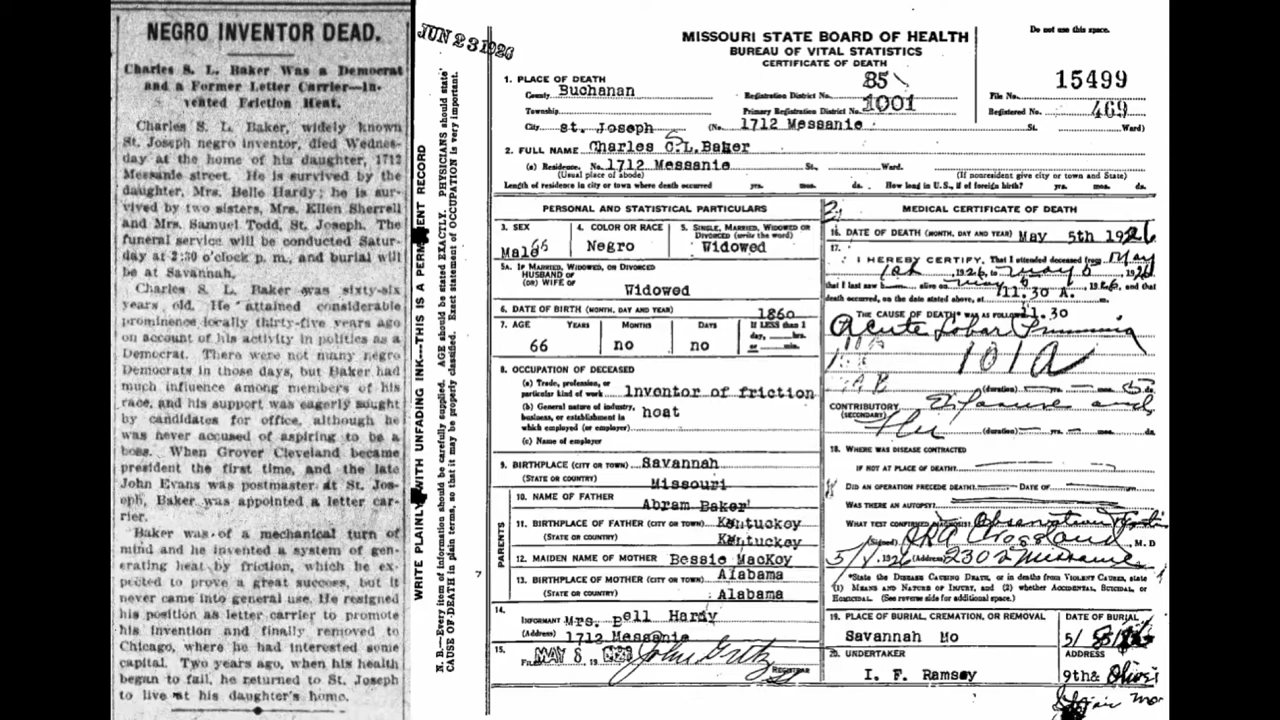 NEGRO INVENTOR DEAD.
Charles S. L. Baker Was a Democrat
and a Former Letter Carrier—In-
vented Friction Heat.
Charles S. L. Baker, widely known
St. Joseph negro inventor, died Wednes-
day at the home of his daughter, 1712
Messanie street. He is survived by the
daughter, Mrs. Belle Hardy; he is sur-
vived by two sisters, Mrs. Ellen Sherrell
and Mrs. Samuel Todd, St. Joseph. The
funeral service will be conducted Satur-
day at 2:30 o'clock p. m., and burial will
be at Savannah.
Charles S. L. Baker was sixty-six
years old. He attained considerable
prominence locally thirty-five years ago
on account of his activity in politics as a
Democrat. There were not many negro
Democrats in those days, but Baker had
much influence among members of his
race, and his support was eagerly sought
by candidates for office, although he
was never accused of aspiring to be a
boss. When Grover Cleveland became
president the first time, and the late
John Evans was postmaster at St. Jos-
eph, Baker was appointed a letter car-
rier.
Baker was of a mechanical turn of
mind and he invented a system of gen-
erating heat by friction, which he ex-
pected to prove a great success, but it
never came into general use. He resigned
his position as letter carrier to promote
his invention and finally removed to
Chicago, where he had interested some
capital. Two years ago, when his health
began to fail, he returned to St. Joseph
to live at his daughter's home.
JUN 23 1926
WRITE PLAINLY WITH UNFADING INK---THIS IS A PERMANENT RECORD
N. B.—Every item of information should be carefully supplied. AGE should be stated EXACTLY. PHYSICIANS should state
CAUSE OF DEATH in plain terms, so that it may be properly classified. Exact statement of OCCUPATION is very important.
MISSOURI STATE BOARD OF HEALTH
BUREAU OF VITAL STATISTICS
CERTIFICATE OF DEATH
Do not use this space.
1. PLACE OF DEATH
County Buchanan
Registration District No. 85
File No. 15499
Township
Primary Registration District No. 1001
Registered No. 469
City St. Joseph (No. 1712 Messanie St. Ward)
2. FULL NAME Charles S.L.Baker
(a) Residence. No. 1712 Messanie St., Ward.
(Usual place of abode) (If nonresident give city or town and State)
Length of residence in city or town where death occurred yrs. mos. ds. How long in U.S., if of foreign birth? yrs. mos. ds.
PERSONAL AND STATISTICAL PARTICULARS
3. SEX Male
4. COLOR OR RACE Negro
5. SINGLE, MARRIED, WIDOWED OR DIVORCED (write the word) Widowed
5A. IF MARRIED, WIDOWED, OR DIVORCED
HUSBAND OF
(OR) WIFE OF Widowed
6. DATE OF BIRTH (MONTH, DAY AND YEAR) 1860
7. AGE YEARS MONTHS DAYS If LESS than 1 day, hrs. or min.
66 no no
8. OCCUPATION OF DECEASED
(a) Trade, profession, or particular kind of work Inventor of friction
(b) General nature of industry, business, or establishment in which employed (or employer) heat
(c) Name of employer
9. BIRTHPLACE (CITY OR TOWN) Savannah
(STATE OR COUNTRY) Missouri
PARENTS
10. NAME OF FATHER Abram Baker
11. BIRTHPLACE OF FATHER (CITY OR TOWN) Kentuckey
(STATE OR COUNTRY) Kentuckey
12. MAIDEN NAME OF MOTHER Bessie MacKoy
13. BIRTHPLACE OF MOTHER (CITY OR TOWN) Alabama
(STATE OR COUNTRY) Alabama
14. INFORMANT Mrs. Bell Hardy
(Address) 1712 Messanie
15. FILED MAY 8 1926
REGISTRAR
MEDICAL CERTIFICATE OF DEATH
16. DATE OF DEATH (MONTH, DAY AND YEAR) May 5th 1926
17. I HEREBY CERTIFY, That I attended deceased from May
1st, 1926, to May 5, 1926
that I last saw h alive on May 5, 1926, and that
death occurred, on the date stated above, at 11.30 A. m.
THE CAUSE OF DEATH* WAS AS FOLLOWS: 11.30
Acute Lobar
101A
(duration) yrs. mos. 5 ds.
CONTRIBUTORY
(SECONDARY)
(duration) yrs. mos. ds.
18. WHERE WAS DISEASE CONTRACTED
IF NOT AT PLACE OF DEATH?
DID AN OPERATION PRECEDE DEATH? DATE OF
WAS THERE AN AUTOPSY?
WHAT TEST CONFIRMED DIAGNOSIS? Observation
(Signed) M. D
(Address) 2302 Messanie
*State the DISEASE CAUSING DEATH, or in deaths from VIOLENT CAUSES, state
(1) MEANS AND NATURE OF INJURY, and (2) whether ACCIDENTAL, SUICIDAL, or
HOMICIDAL. (See reverse side for additional space.)
19. PLACE OF BURIAL, CREMATION, OR REMOVAL DATE OF BURIAL
Savannah Mo
20. UNDERTAKER ADDRESS
I. F. Ramsey 9th&